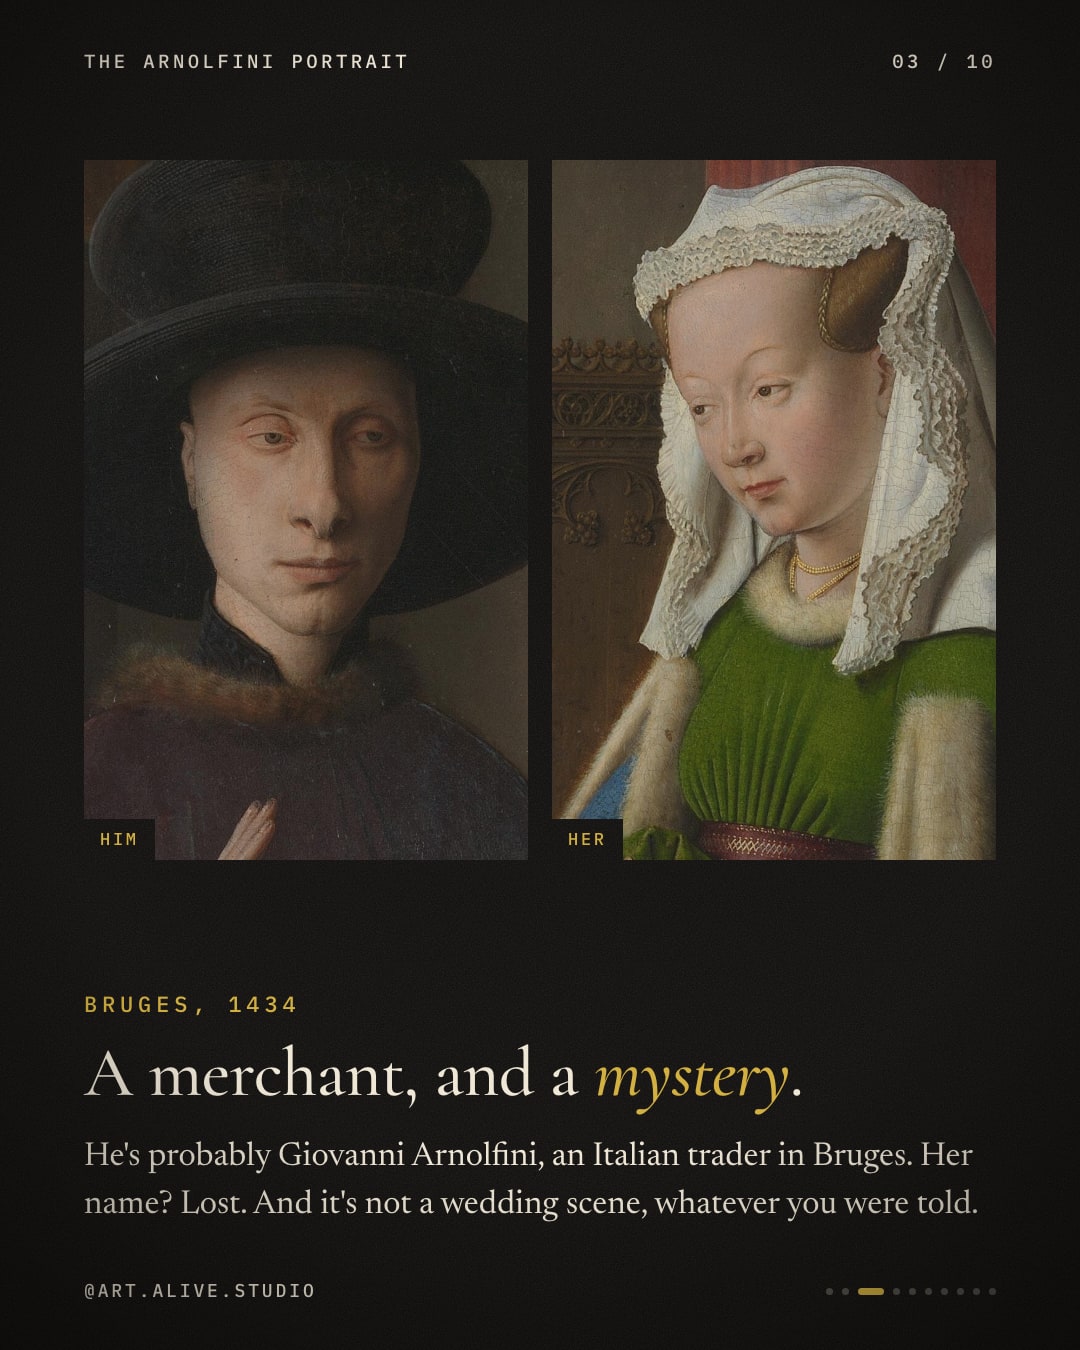 THE ARNOLFINI PORTRAIT
03 / 10
HIM
HER
BRUGES, 1434
A merchant, and a mystery.
He's probably Giovanni Arnolfini, an Italian trader in Bruges. Her
name? Lost. And it's not a wedding scene, whatever you were told.
@ART.ALIVE.STUDIO